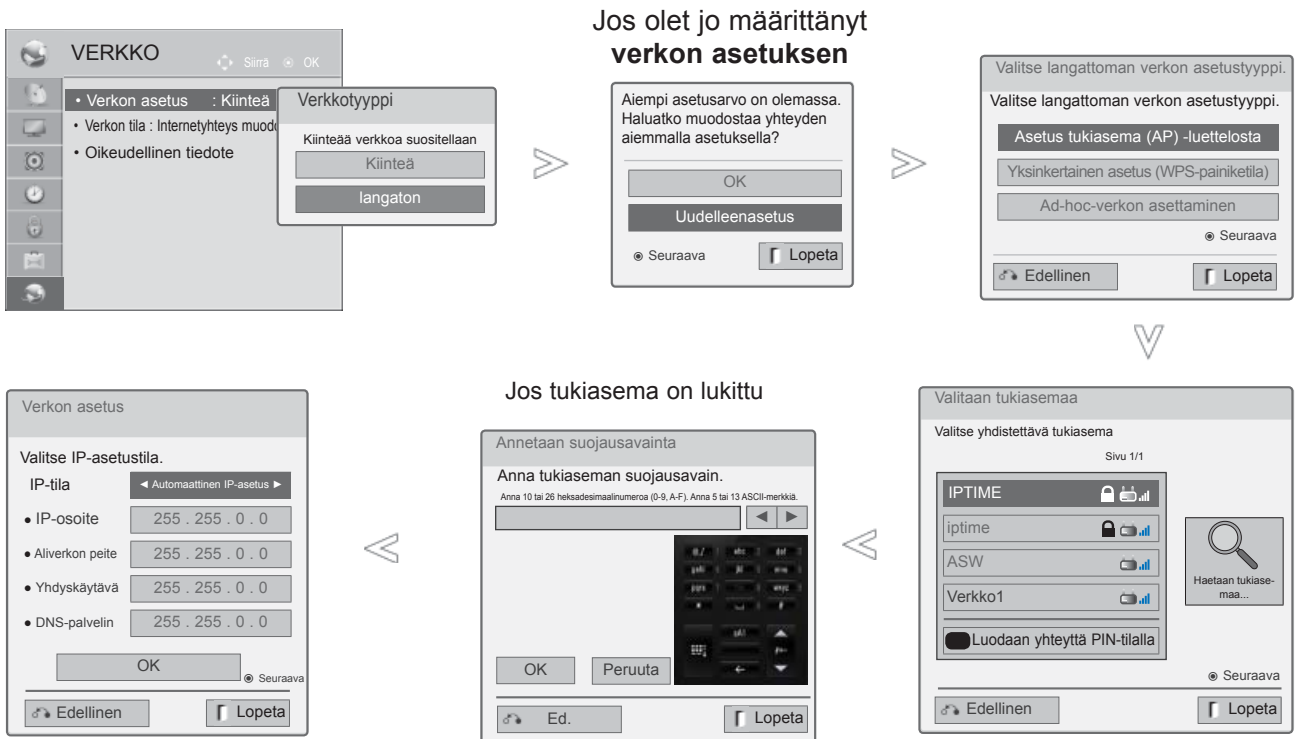 Jos olet jo määrittänyt
verkon asetuksen
VERKKO
Siirrä
OK
• Verkon asetus : Kiinteä
• Verkon tila : Internetyhteys
• Oikeudellinen tiedote
Verkkotyyppi
Kiinteää verkkoa suositellaan
Kiinteä
langaton
Aiempi asetusarvo on olemassa.
Haluatko muodostaa yhteyden
aiemmalla asetuksella?
OK
Uudelleenasetus
Seuraava
Lopeta
Valitse langattoman verkon asetustyyppi.
Valitse langattoman verkon asetustyyppi.
Asetus tukiasema (AP) -luettelosta
Yksinkertainen asetus (WPS-painiketila)
Ad-hoc-verkon asettaminen
Seuraava
Edellinen
Lopeta
Valitaan tukiasemaa
Valitse yhdistettävä tukiasema
Sivu 1/1
IPTIME
iptime
ASW
Verkko1
Luodaan yhteyttä PIN-tilalla
Haetaan tukiase-
maa...
Seuraava
Edellinen
Lopeta
Jos tukiasema on lukittu
Annetaan suojausavainta
Anna tukiaseman suojausavain.
Anna 10 tai 26 heksadesimaalinumeroa (0-9, A-F). Anna 5 tai 13 ASCII-merkkiä.
OK
Peruuta
Ed.
Lopeta
Verkon asetus
Valitse IP-asetustila.
IP-tila
◄ Automaattinen IP-asetus ►
• IP-osoite
255 . 255 . 0 . 0
• Aliverkon peite
255 . 255 . 0 . 0
• Yhdyskäytävä
255 . 255 . 0 . 0
• DNS-palvelin
255 . 255 . 0 . 0
OK
Seuraava
Edellinen
Lopeta